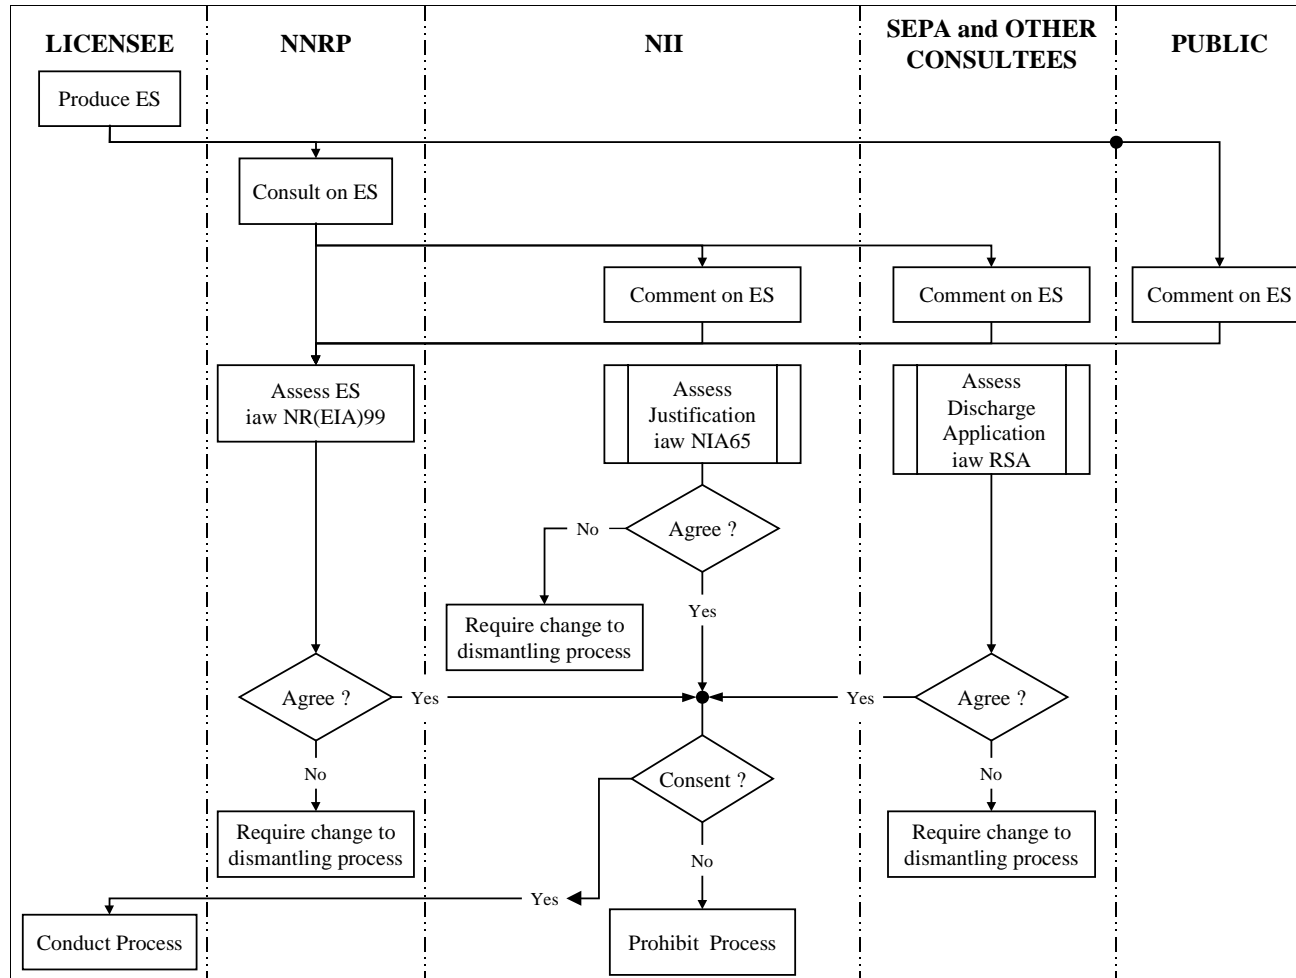 LICENSEE
NNRP
NII
SEPA and OTHER
CONSULTEES
PUBLIC
Produce ES
Consult on ES
Comment on ES
Comment on ES
Comment on ES
Assess ES
iaw NR(EIA)99
Assess
Justification
iaw NIA65
Assess
Discharge
Application
iaw RSA
No
Agree ?
Require change to
dismantling process
Yes
Agree ?
Yes
Yes
Agree ?
No
Consent ?
No
Require change to
dismantling process
Require change to
dismantling process
No
Yes
Conduct Process
Prohibit Process